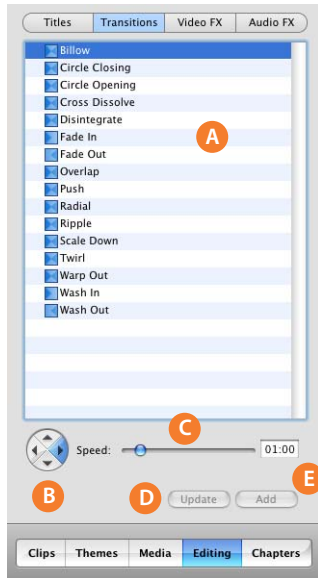 Titles Transitions Video FX Audio FX
Billow
Circle Closing
Circle Opening
Cross Dissolve
Disintegrate
Fade In
A
Fade Out
Overlap
Push
Radial
Ripple
Scale Down
Twirl
Warp Out
Wash In
Wash Out
C
Speed: 01:00
B D Update Add E
Clips Themes Media Editing Chapters